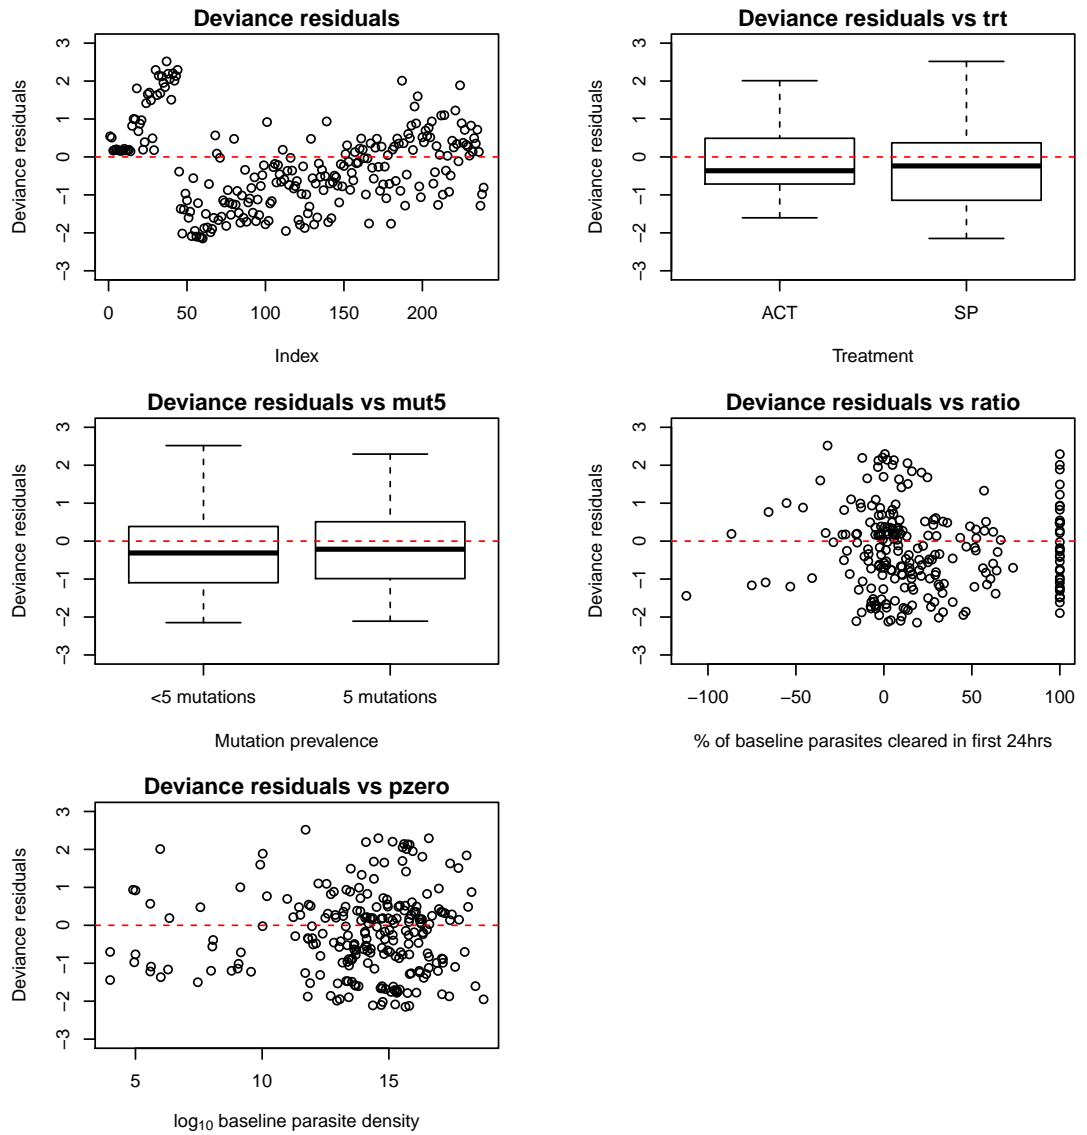 Deviance residuals
Deviance residuals
3
2
1
0
−1
−2
−3
0 50 100 150 200
Index
Deviance residuals vs trt
Deviance residuals
3
2
1
0
−1
−2
−3
ACT SP
Treatment
Deviance residuals vs mut5
Deviance residuals
3
2
1
0
−1
−2
−3
<5 mutations 5 mutations
Mutation prevalence
Deviance residuals vs ratio
Deviance residuals
3
2
1
0
−1
−2
−3
−100 −50 0 50 100
% of baseline parasites cleared in first 24hrs
Deviance residuals vs pzero
Deviance residuals
3
2
1
0
−1
−2
−3
5 10 15
log₁₀ baseline parasite density